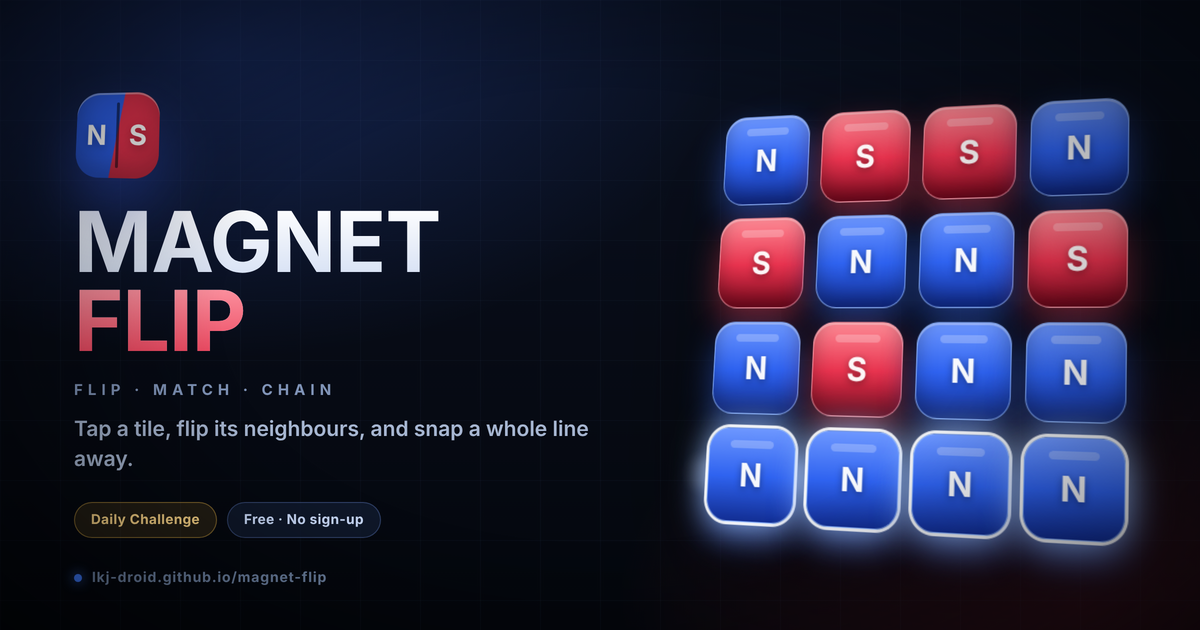 N S
MAGNET
FLIP
FLIP · MATCH · CHAIN
Tap a tile, flip its neighbours, and snap a whole line
away.
Daily Challenge
Free · No sign-up
lkj-droid.github.io/magnet-flip
N S S N
S N N S
N S N N
N N N N